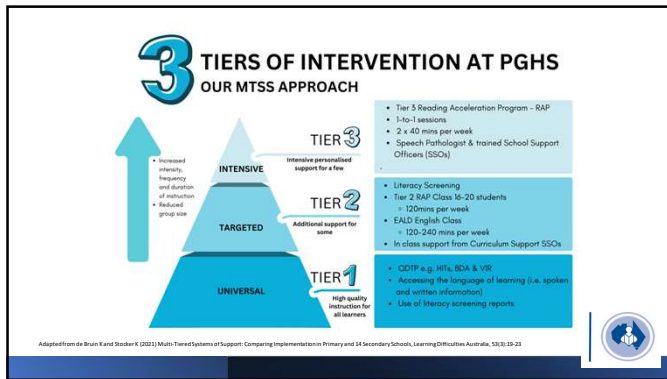 3 TIERS OF INTERVENTION AT PGHS
OUR MTSS APPROACH
• Increased
intensity,
frequency
and duration
of instruction
• Reduced
group size
INTENSIVE
TIER 3
Intensive personalised
support for a few
• Tier 3 Reading Acceleration Program - RAP
• 1-to-1 sessions
• 2 x 40 mins per week
• Speech Pathologist & trained School Support
Officers (SSOs)
.
TARGETED
TIER 2
Additional support for
some
• Literacy Screening
• Tier 2 RAP Class 16-20 students
○ 120mins per week
• EALD English Class
○ 120-240 mins per week
• In class support from Curriculum Support SSOs
UNIVERSAL
TIER 1
High quality
instruction for
all learners
• QDTP e.g. HITs, BDA & VIR
• Accessing the language of learning (i.e. spoken
and written information)
• Use of literacy screening reports
Adapted from de Bruin K and Stocker K (2021) Multi-Tiered Systems of Support: Comparing Implementation in Primary and 14 Secondary Schools, Learning Difficulties Australia, 53(3):19-23